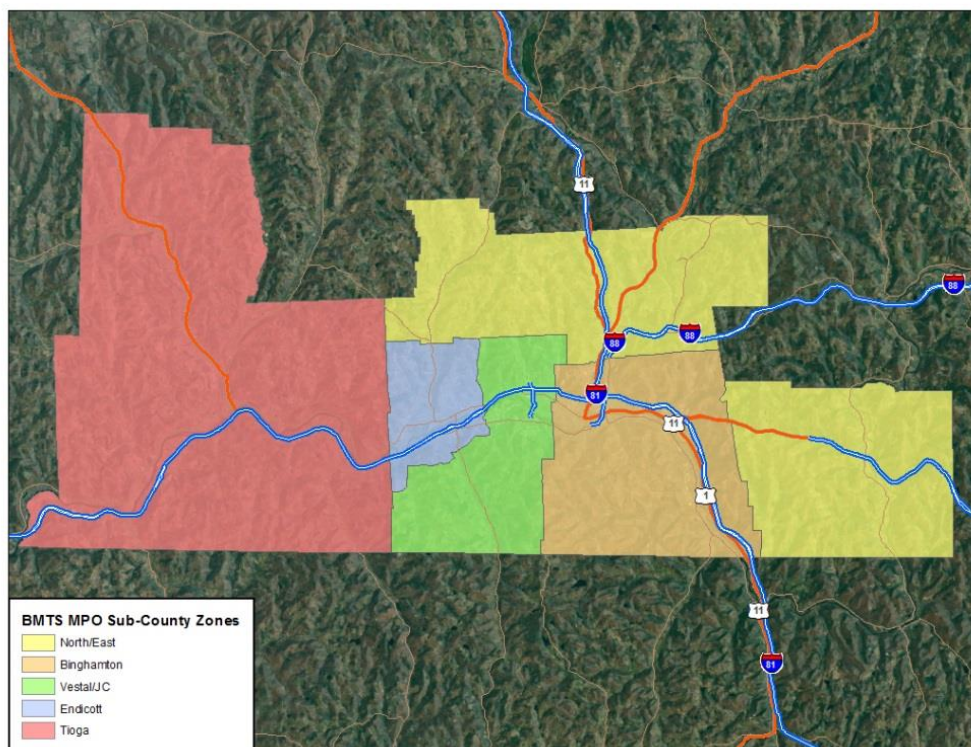 11
88
88
88
81
11
1
11
81
BMTS MPO Sub-County Zones
North/East
Binghamton
Vestal/JC
Endicott
Tioga